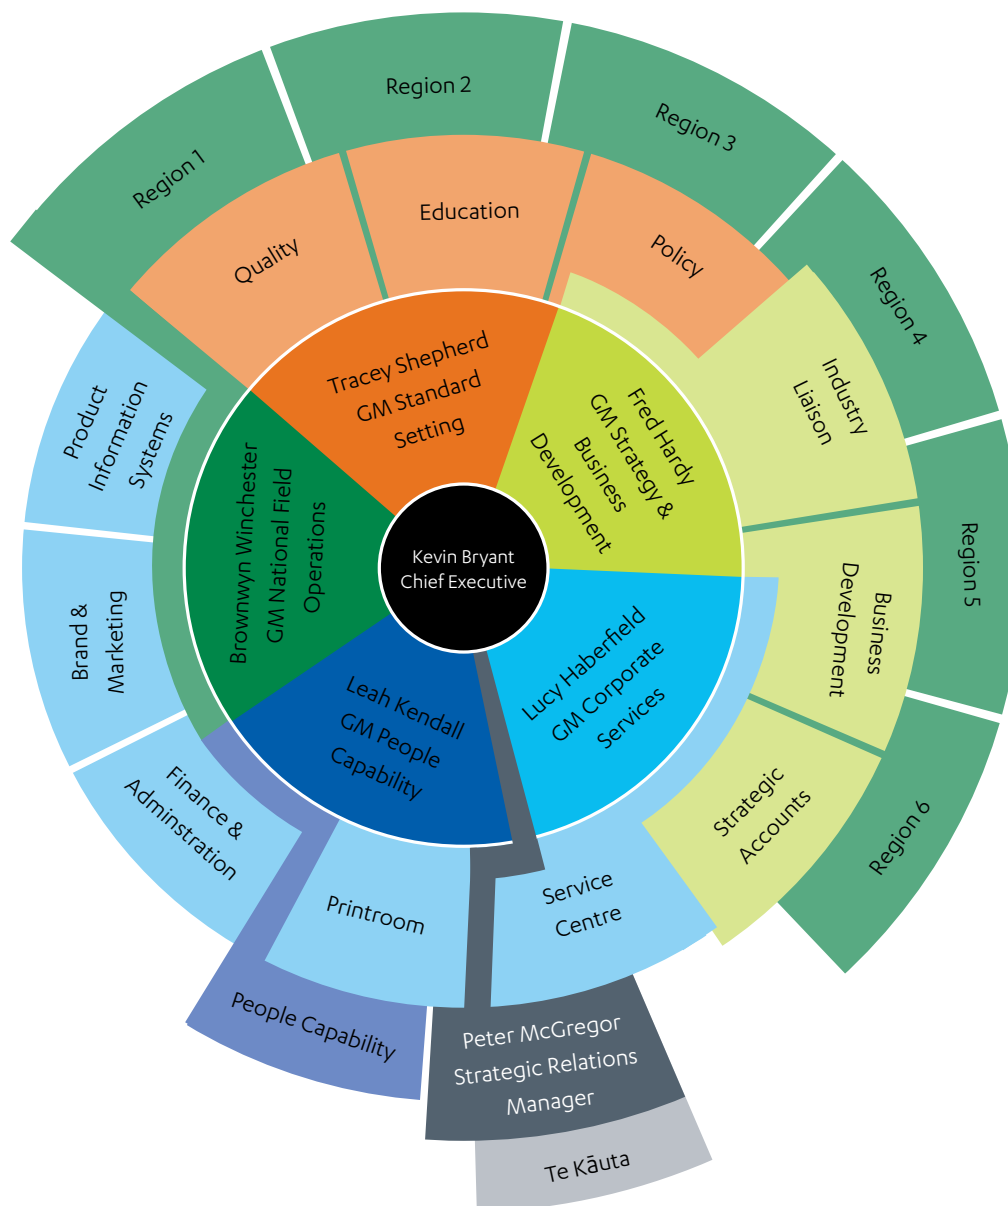 Region 1
Region 2
Region 3
Region 4
Region 5
Region 6
Quality
Education
Policy
Industry
Liaison
Business
Development
Strategic
Accounts
Service
Centre
Printroom
Finance &
Adminstration
Brand &
Marketing
Product
Information
Systems
Tracey Shepherd
GM Standard
Setting
Fred Hardy
GM Strategy &
Business
Development
Lucy Haberfield
GM Corporate
Services
Leah Kendall
GM People
Capability
Brownwyn Winchester
GM National Field
Operations
Kevin Bryant
Chief Executive
People Capability
Peter McGregor
Strategic Relations
Manager
Te Kāuta